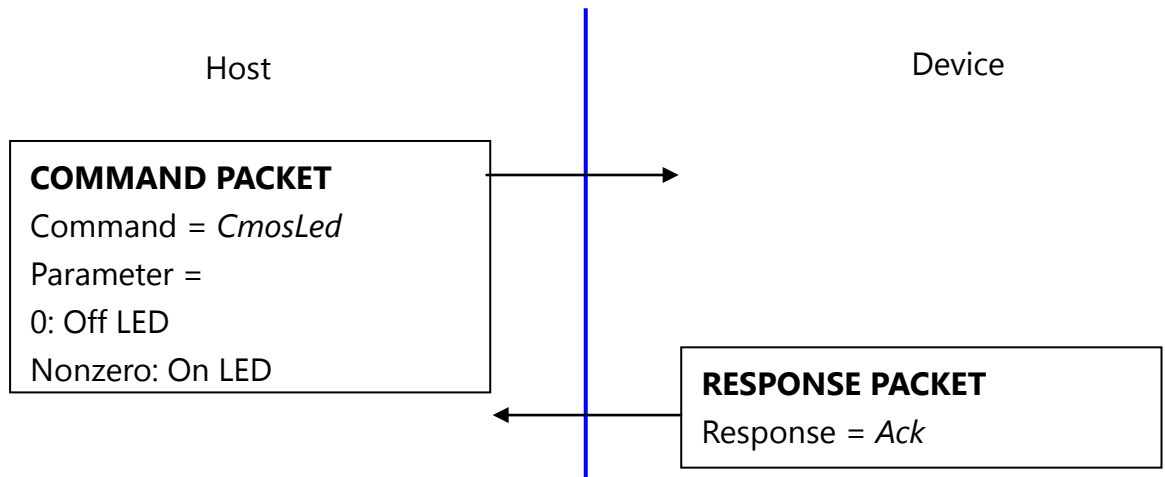 Host
Device
COMMAND PACKET
Command = CmosLed
Parameter =
0: Off LED
Nonzero: On LED
RESPONSE PACKET
Response = Ack